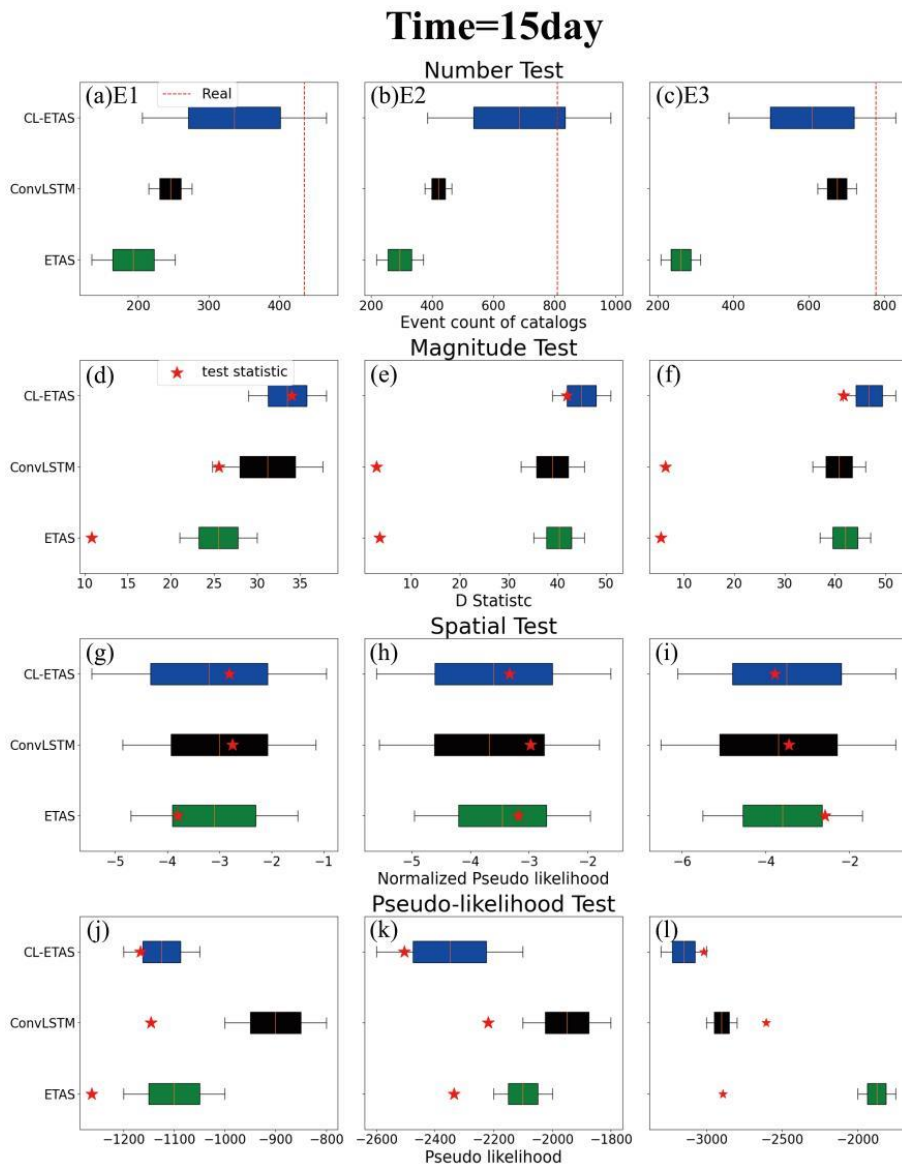 Time=15day
Number Test
(a)E1
Real
(b)E2
(c)E3
CL-ETAS
ConvLSTM
ETAS
200 300 400
200 400 600 800 1000
200 400 600 800
Event count of catalogs
Magnitude Test
(d)
test statistic
(e)
(f)
CL-ETAS
ConvLSTM
ETAS
10 15 20 25 30 35
10 20 30 40 50
10 20 30 40 50
D Statistc
Spatial Test
(g)
(h)
(i)
CL-ETAS
ConvLSTM
ETAS
−5 −4 −3 −2 −1
−5 −4 −3 −2
−6 −4 −2
Normalized Pseudo likelihood
Pseudo-likelihood Test
(j)
(k)
(l)
CL-ETAS
ConvLSTM
ETAS
−1200 −1100 −1000 −900 −800
−2600 −2400 −2200 −2000 −1800
−3000 −2000
Pseudo likelihood